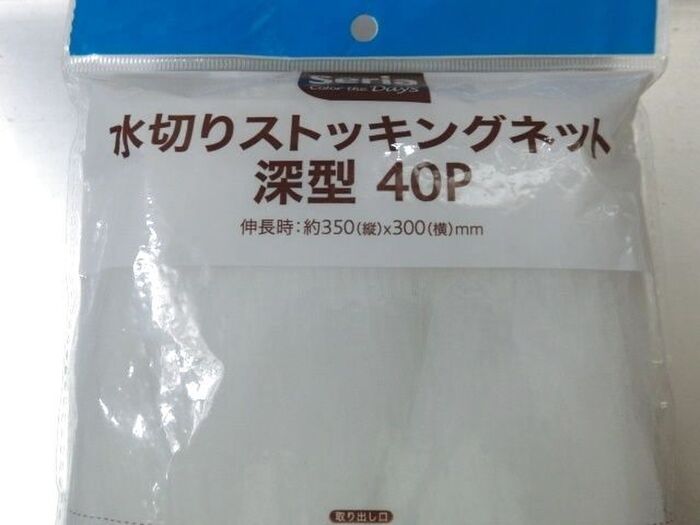 Seria
Color the Days
水切りストッキングネット
深型 40P
伸長時：約350(縦)x300(横)mm
取り出し口